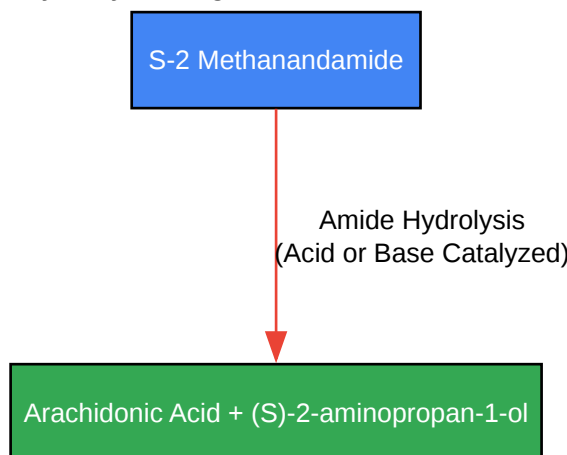 S-2 Methanandamide
Amide Hydrolysis
(Acid or Base Catalyzed)
Arachidonic Acid + (S)-2-aminopropan-1-ol